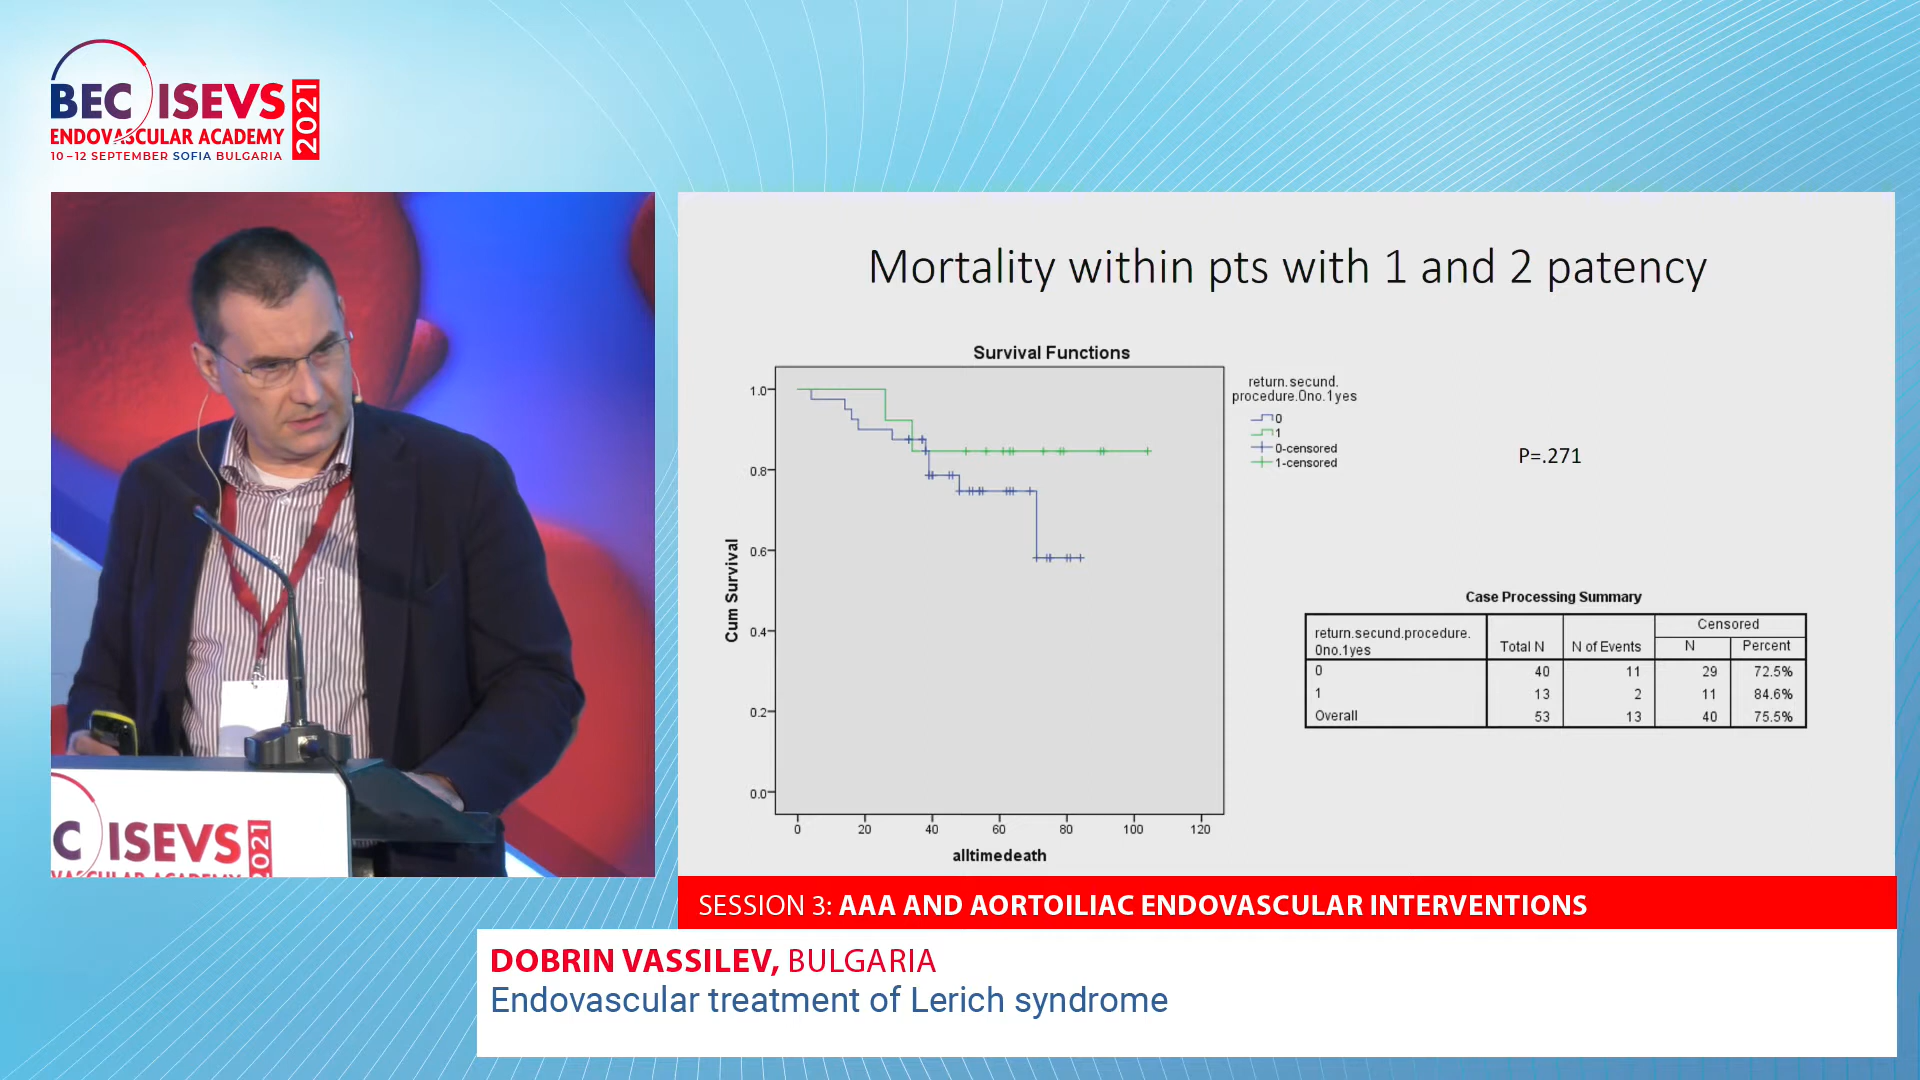 BEC ISEVS
2021
ENDOVASCULAR ACADEMY
10–12 SEPTEMBER SOFIA BULGARIA
C ISEVS
2021
Mortality within pts with 1 and 2 patency
Survival Functions
return.secund.
procedure.0no.1yes
0
1
0-censored
1-censored
P=.271
Cum Survival
1.0
0.8
0.6
0.4
0.2
0.0
0 20 40 60 80 100 120
alltimedeath
Case Processing Summary
return.secund.procedure.
0no.1yes
Total N
N of Events
Censored
N
Percent
0 40 11 29 72.5%
1 13 2 11 84.6%
Overall 53 13 40 75.5%
SESSION 3: AAA AND AORTOILIAC ENDOVASCULAR INTERVENTIONS
DOBRIN VASSILEV, BULGARIA
Endovascular treatment of Lerich syndrome